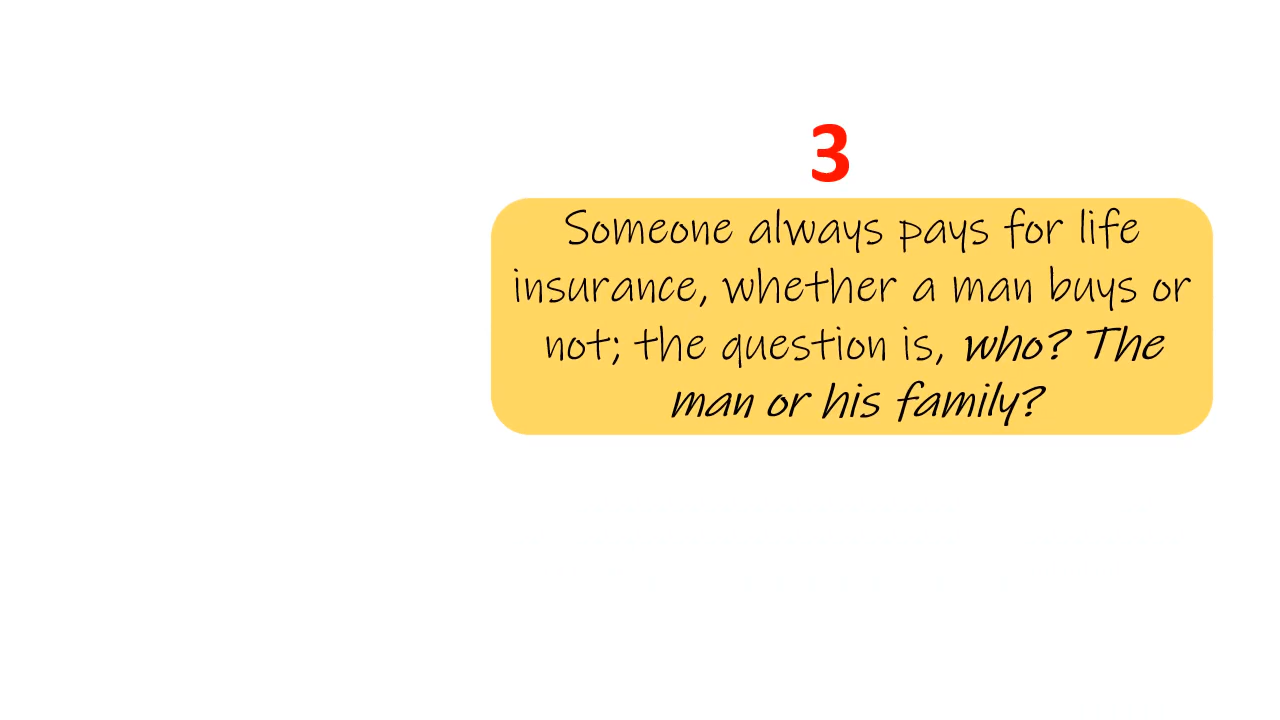 3
Someone always pays for life
insurance, whether a man buys or
not; the question is, who? The
man or his family?